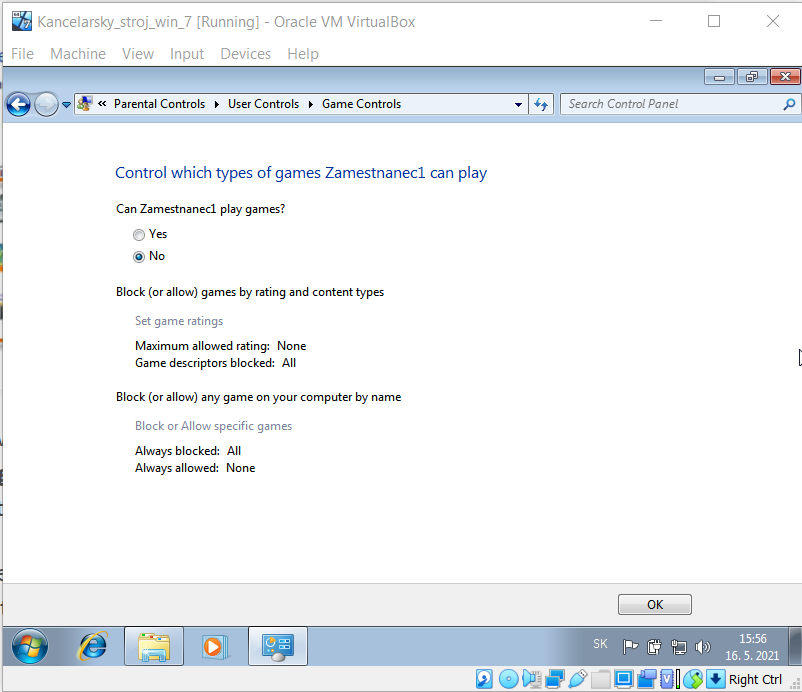 Kancelarsky_stroj_win_7 [Running] - Oracle VM VirtualBox
File Machine View Input Devices Help
« Parental Controls User Controls Game Controls Search Control Panel
Control which types of games Zamestnanec1 can play
Can Zamestnanec1 play games?
Yes
No
Block (or allow) games by rating and content types
Set game ratings
Maximum allowed rating: None
Game descriptors blocked: All
Block (or allow) any game on your computer by name
Block or Allow specific games
Always blocked: All
Always allowed: None
OK
SK 15:56
16. 5. 2021
Right Ctrl